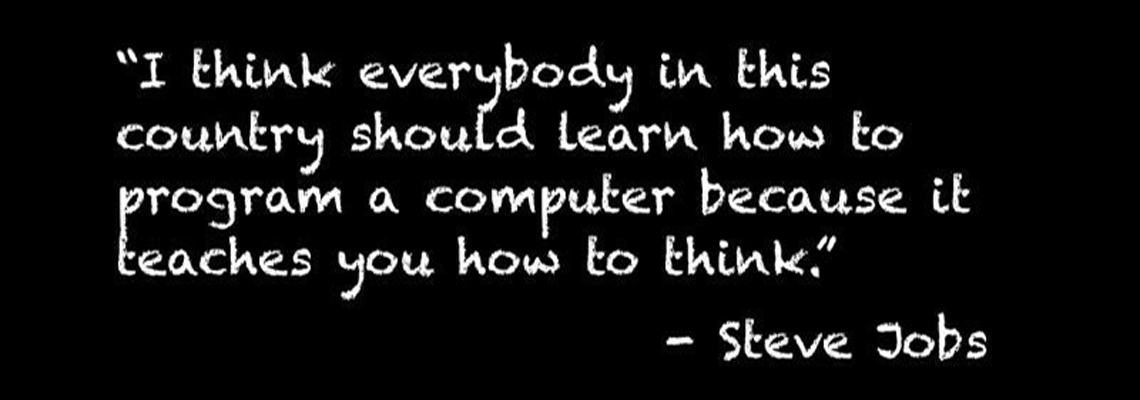 “I think everybody in this
country should learn how to
program a computer because it
teaches you how to think.”
- Steve Jobs